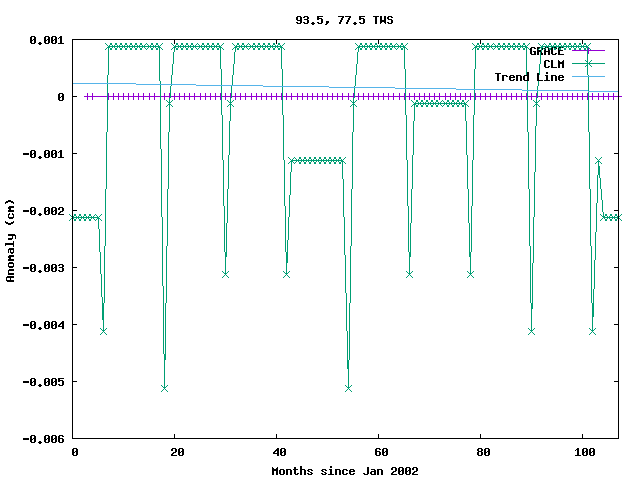 93.5, 77.5 TWS
GRACE
CLM
Trend Line
0.001
0
-0.001
-0.002
-0.003
-0.004
-0.005
-0.006
Anomaly (cm)
0 20 40 60 80 100
Months since Jan 2002